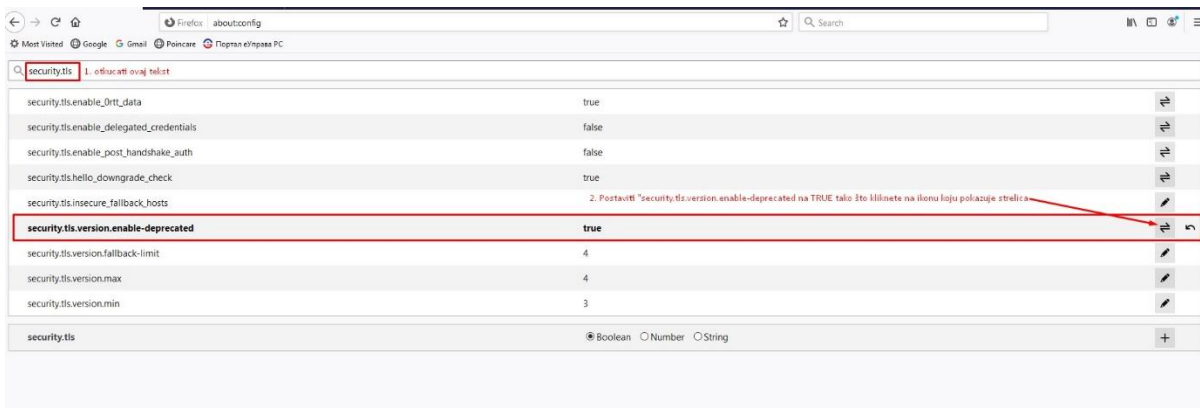 Firefox about:config Search
Most Visited Google Gmail Poincare Портал еУправа РС
security.tls 1. otkucati ovaj tekst
security.tls.enable_0rtt_data true
security.tls.enable_delegated_credentials false
security.tls.enable_post_handshake_auth false
security.tls.hello_downgrade_check true
security.tls.insecure_fallback_hosts 2. Postaviti "security.tls.version.enable-deprecated na TRUE tako što kliknete na ikonu koju pokazuje strelica
security.tls.version.enable-deprecated true
security.tls.version.fallback-limit 4
security.tls.version.max 4
security.tls.version.min 3
security.tls Boolean Number String